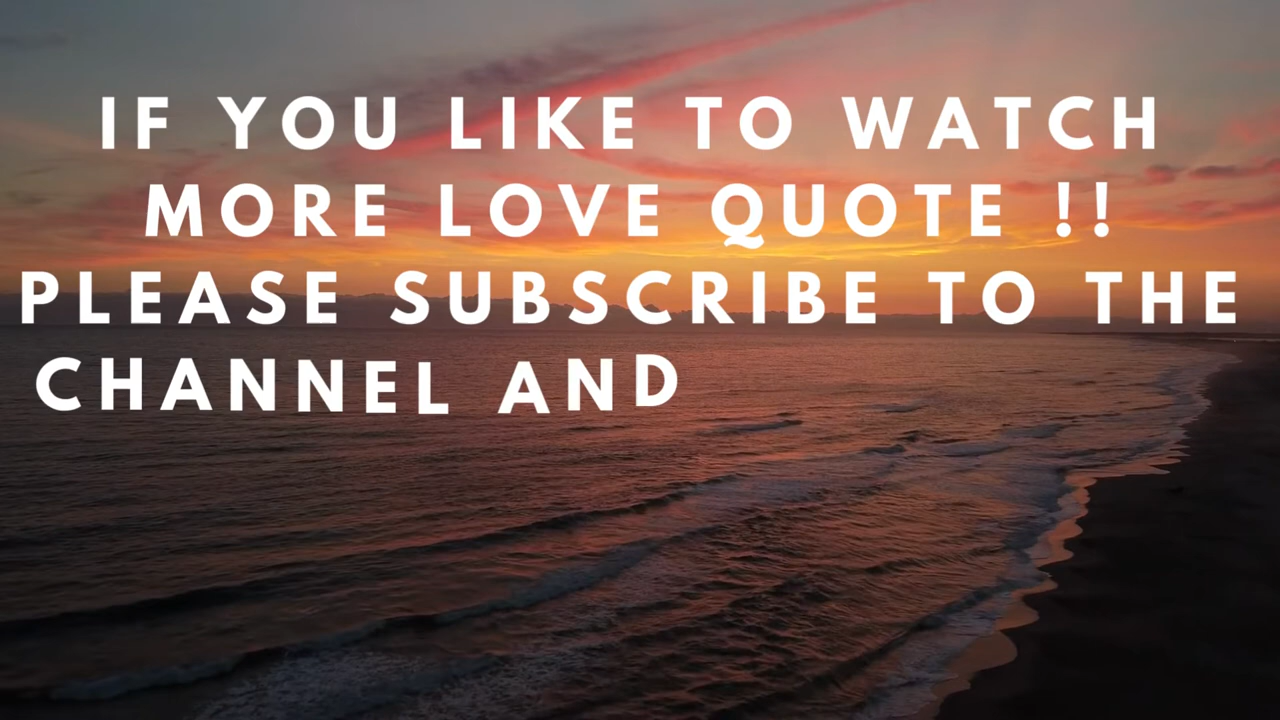 IF YOU LIKE TO WATCH
MORE LOVE QUOTE !!
PLEASE SUBSCRIBE TO THE
CHANNEL AND